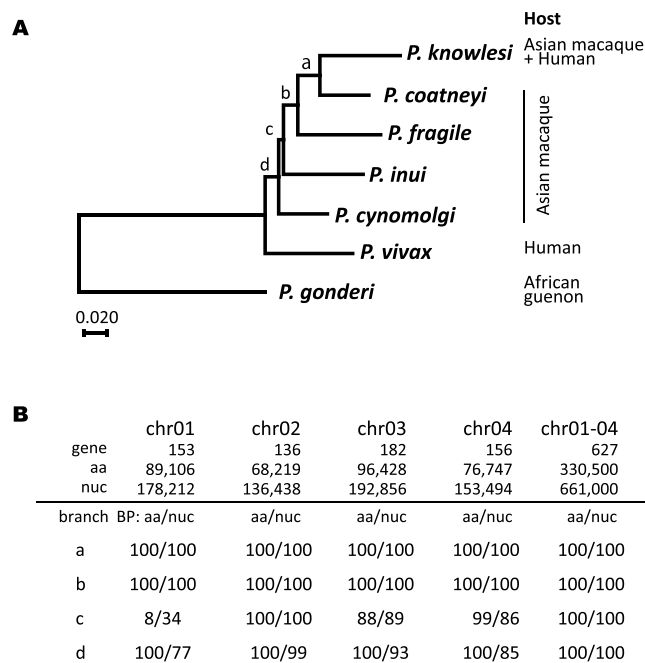 A
Host
a
P. knowlesi
Asian macaque
+ Human
b
P. coatneyi
c
P. fragile
Asian macaque
d
P. inui
P. cynomolgi
P. vivax
Human
P. gonderi
African
guenon
0.020
B
chr01 chr02 chr03 chr04 chr01-04
gene 153 136 182 156 627
aa 89,106 68,219 96,428 76,747 330,500
nuc 178,212 136,438 192,856 153,494 661,000
branch BP: aa/nuc aa/nuc aa/nuc aa/nuc aa/nuc
a 100/100 100/100 100/100 100/100 100/100
b 100/100 100/100 100/100 100/100 100/100
c 8/34 100/100 88/89 99/86 100/100
d 100/77 100/99 100/93 100/85 100/100